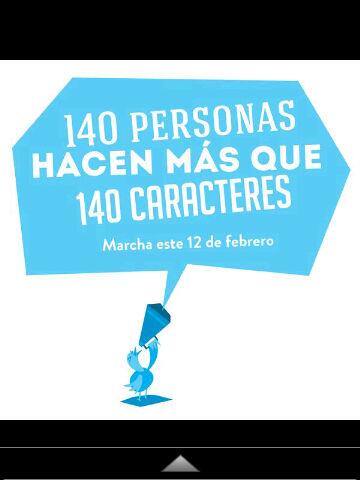 140 PERSONAS
HACEN MÁS QUE
140 CARACTERES
Marcha este 12 de febrero